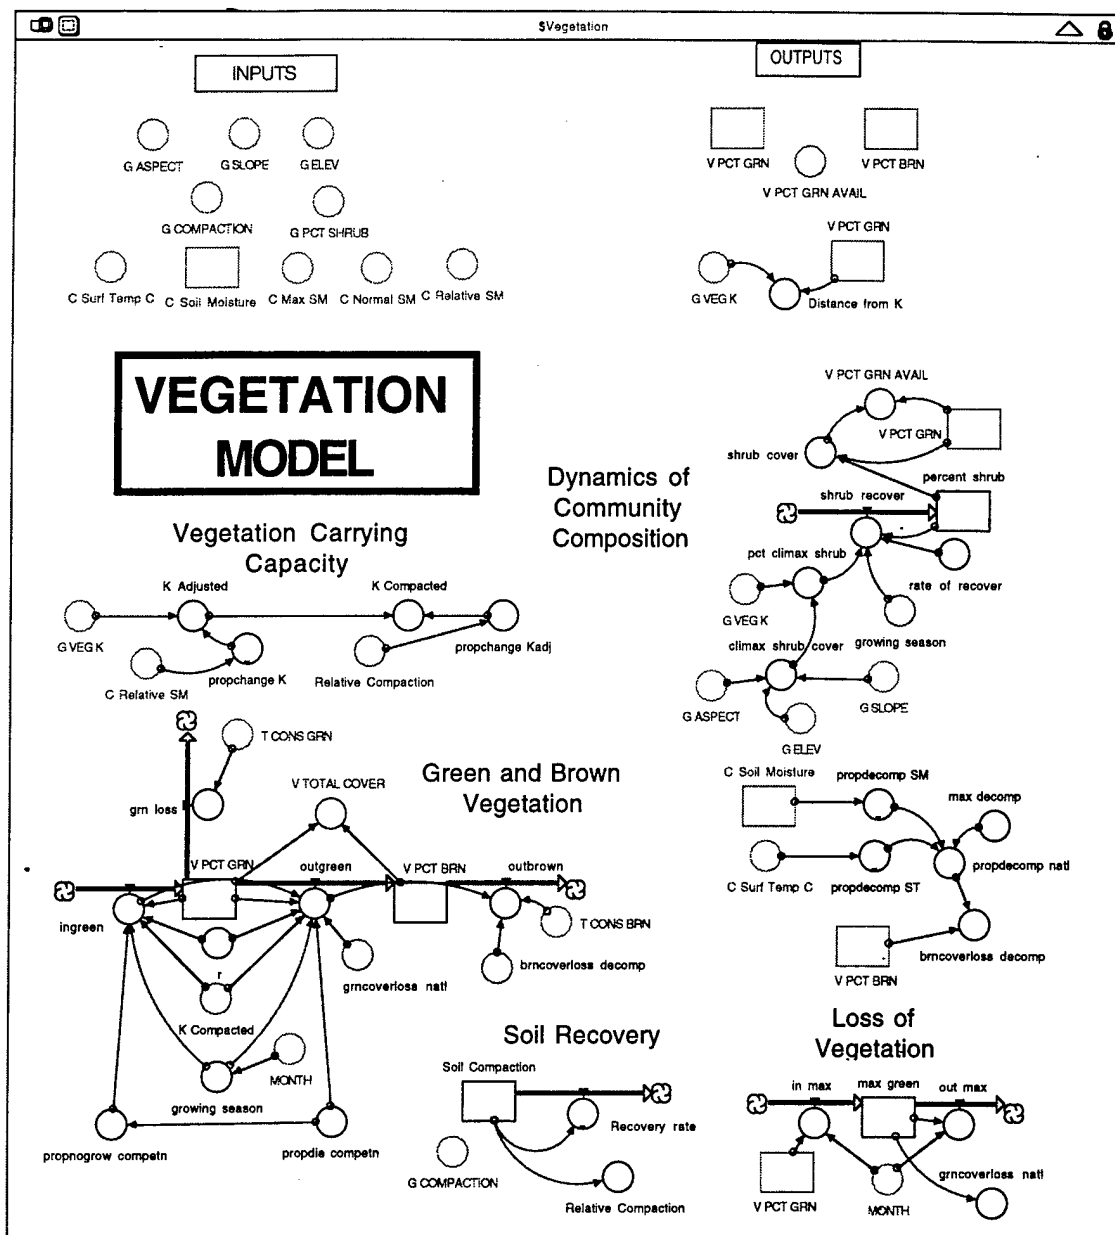 $Vegetation
INPUTS
OUTPUTS
G ASPECT
G SLOPE
G ELEV
G COMPACTION
G PCT SHRUB
C Surf Temp C
C Soil Moisture
C Max SM
C Normal SM
C Relative SM
V PCT GRN
V PCT BRN
V PCT GRN AVAIL
V PCT GRN
G VEG K
Distance from K
VEGETATION
MODEL
Dynamics of
Community
Composition
V PCT GRN AVAIL
V PCT GRN
shrub cover
percent shrub
shrub recover
pct climax shrub
rate of recover
G VEG K
growing season
climax shrub cover
G ASPECT
G SLOPE
G ELEV
Vegetation Carrying
Capacity
K Adjusted
K Compacted
G VEG K
propchange K
propchange Kadj
C Relative SM
Relative Compaction
Green and Brown
Vegetation
T CONS GRN
V TOTAL COVER
grn loss
V PCT GRN
outgreen
V PCT BRN
outbrown
ingreen
T CONS BRN
r
grncoverloss natl
brncoverloss decomp
K Compacted
MONTH
growing season
propnogrow competn
propdie competn
C Soil Moisture
propdecomp SM
max decomp
C Surf Temp C
propdecomp ST
propdecomp natl
V PCT BRN
brncoverloss decomp
Soil Recovery
Soil Compaction
Recovery rate
G COMPACTION
Relative Compaction
Loss of
Vegetation
in max
max green
out max
V PCT GRN
MONTH
grncoverloss natl